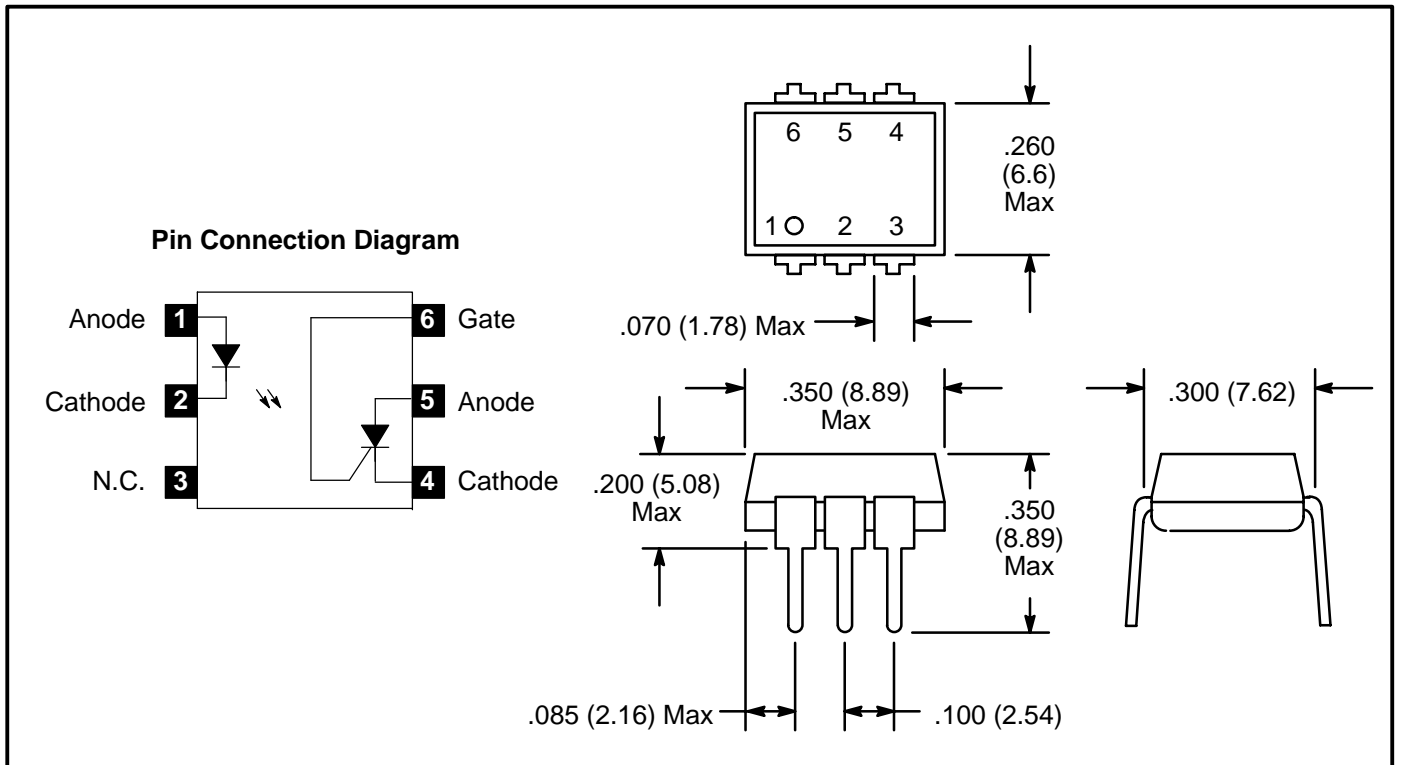 Pin Connection Diagram
Anode 1
Cathode 2
N.C. 3
6 Gate
5 Anode
4 Cathode
6 5 4
1 2 3
.260
(6.6)
Max
.070 (1.78) Max
.350 (8.89)
Max
.300 (7.62)
.200 (5.08)
Max
.350
(8.89)
Max
.085 (2.16) Max
.100 (2.54)